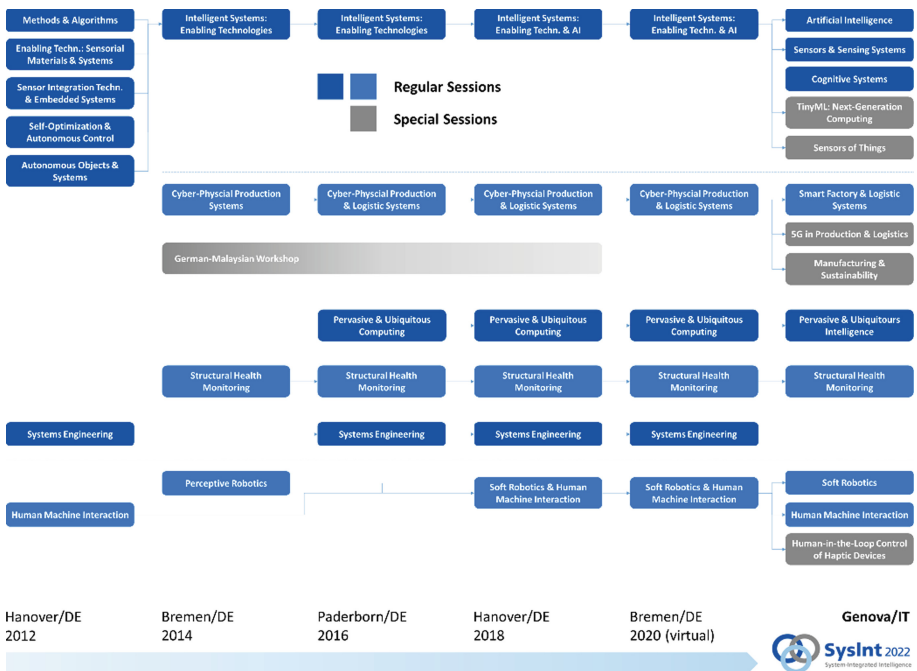 Methods & Algorithms
Enabling Techn.: Sensorial
Materials & Systems
Sensor Integration Techn.
& Embedded Systems
Self-Optimization &
Autonomous Control
Autonomous Objects &
Systems
Intelligent Systems:
Enabling Technologies
Intelligent Systems:
Enabling Technologies
Intelligent Systems:
Enabling Techn. & AI
Intelligent Systems:
Enabling Techn. & AI
Artificial Intelligence
Sensors & Sensing Systems
Cognitive Systems
TinyML: Next-Generation
Computing
Sensors of Things
Regular Sessions
Special Sessions
Cyber-Physcial Production
Systems
Cyber-Physcial Production
& Logistic Systems
Cyber-Physcial Production
& Logistic Systems
Cyber-Physcial Production
& Logistic Systems
Smart Factory & Logistic
Systems
5G in Production & Logistics
Manufacturing &
Sustainability
German-Malaysian Workshop
Pervasive & Ubiquitous
Computing
Pervasive & Ubiquitous
Computing
Pervasive & Ubiquitous
Computing
Pervasive & Ubiquitours
Intelligence
Structural Health
Monitoring
Structural Health
Monitoring
Structural Health
Monitoring
Structural Health
Monitoring
Structural Health
Monitoring
Systems Engineering
Systems Engineering
Systems Engineering
Systems Engineering
Perceptive Robotics
Soft Robotics & Human
Machine Interaction
Soft Robotics & Human
Machine Interaction
Soft Robotics
Human Machine Interaction
Human Machine Interaction
Human-in-the-Loop Control
of Haptic Devices
Hanover/DE
2012
Bremen/DE
2014
Paderborn/DE
2016
Hanover/DE
2018
Bremen/DE
2020 (virtual)
Genova/IT
SysInt 2022
System-Integrated Intelligence